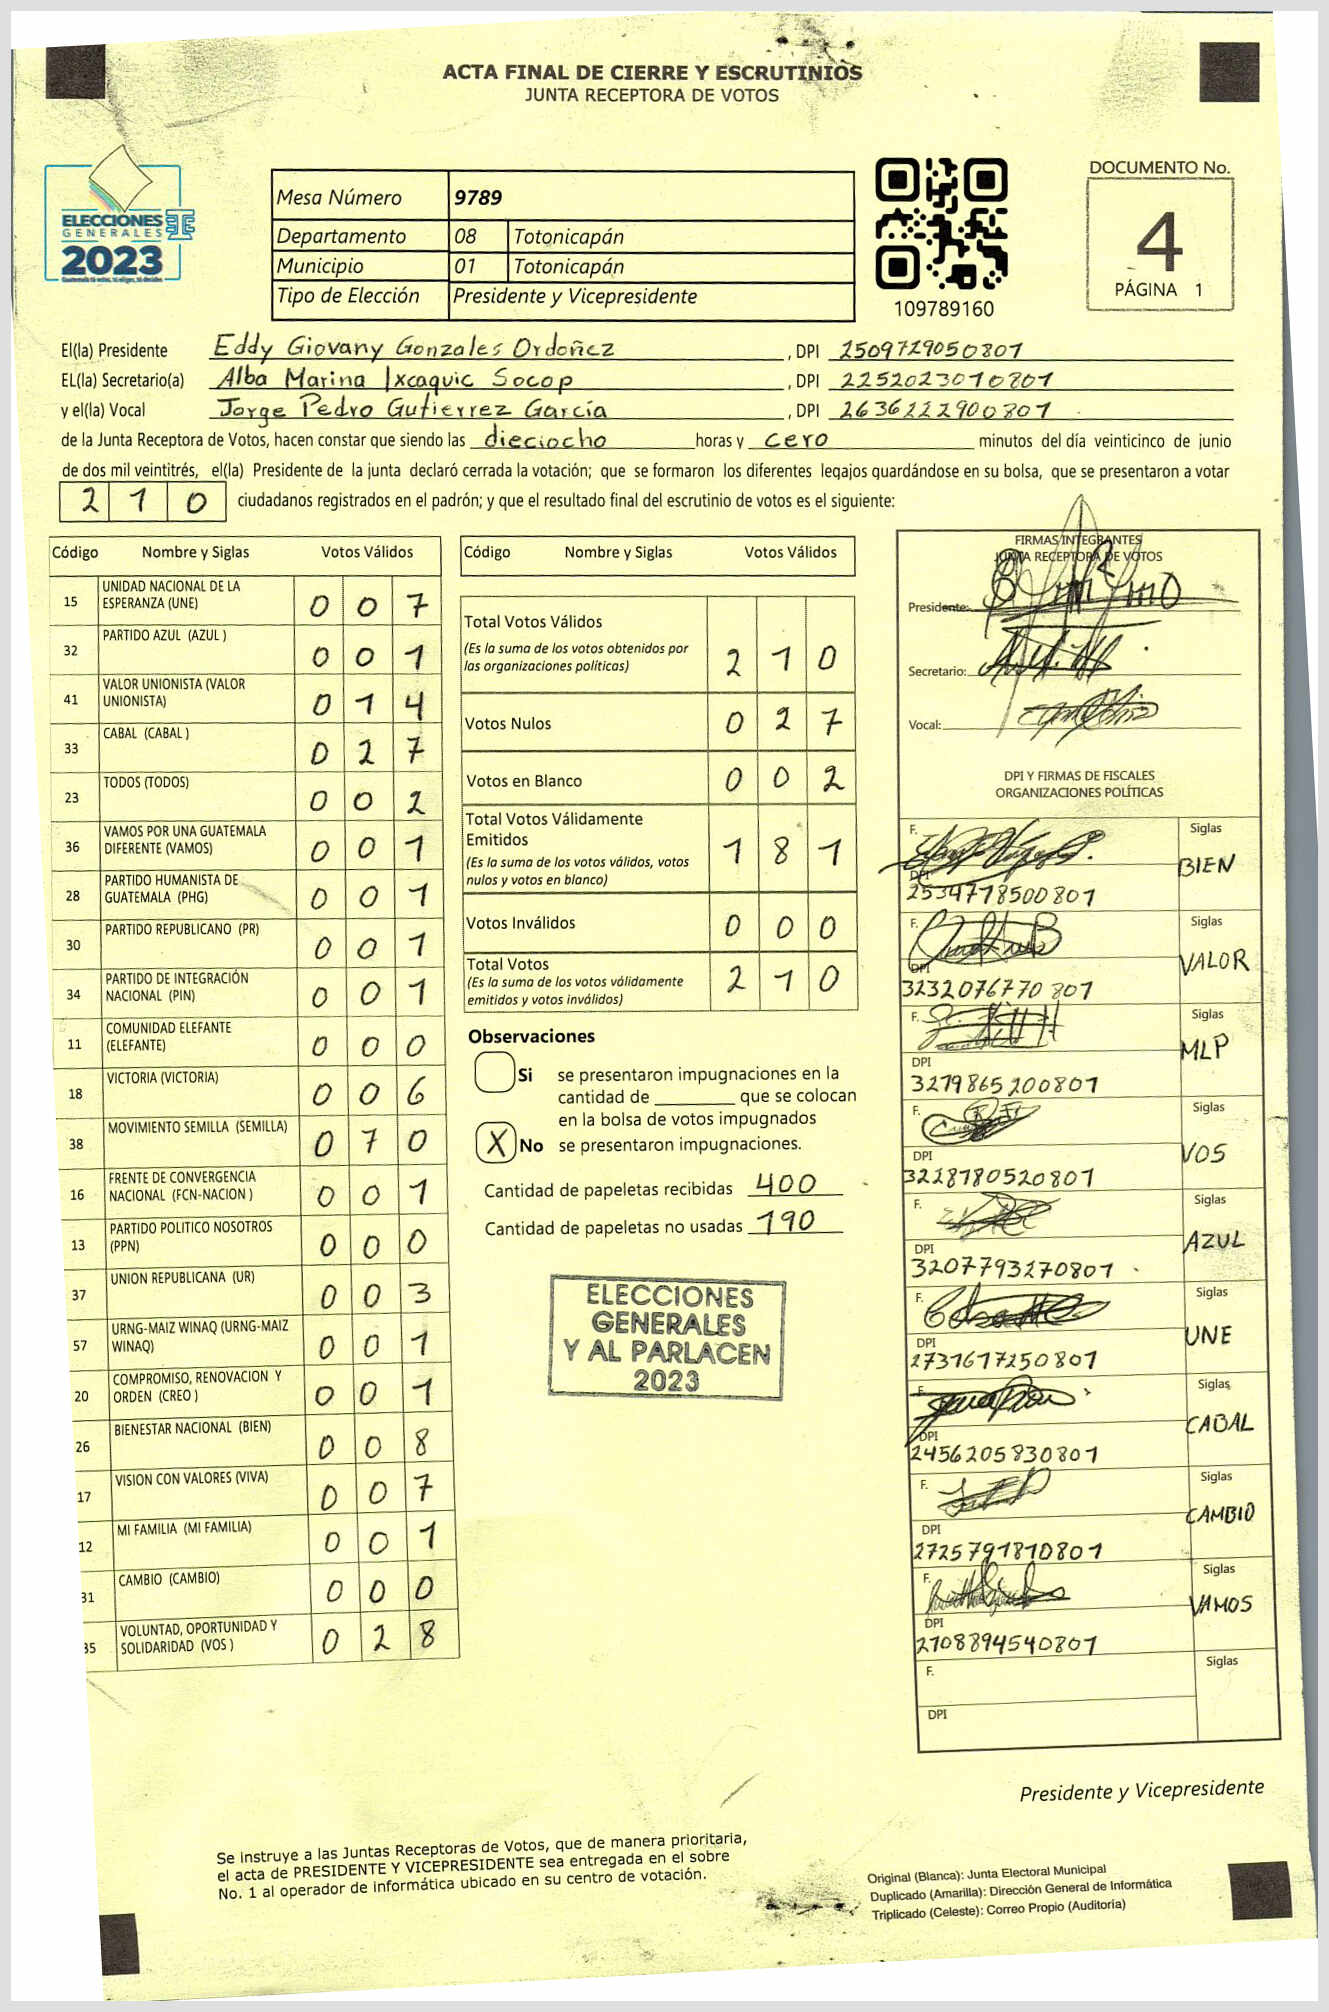 ACTA FINAL DE CIERRE Y ESCRUTINIOS
JUNTA RECEPTORA DE VOTOS
ELECCIONES
GENERALES
2023
Mesa Número 9789
Departamento 08 Totonicapán
Municipio 01 Totonicapán
Tipo de Elección Presidente y Vicepresidente
109789160
DOCUMENTO No.
4
PÁGINA 1
El(la) Presidente Eddy Giovany Gonzales Ordoñez, DPI 2509729050801
EL(la) Secretario(a) Alba Marina Ixcaquic Socop, DPI 2252023010801
y el(la) Vocal Jorge Pedro Gutierrez García, DPI 2636222900801
de la Junta Receptora de Votos, hacen constar que siendo las dieciocho horas y cero minutos del día veinticinco de junio
de dos mil veintitrés, el(la) Presidente de la junta declaró cerrada la votación; que se formaron los diferentes legajos guardándose en su bolsa, que se presentaron a votar
210 ciudadanos registrados en el padrón; y que el resultado final del escrutinio de votos es el siguiente:
Código Nombre y Siglas Votos Válidos
15 UNIDAD NACIONAL DE LA ESPERANZA (UNE) 0 0 7
32 PARTIDO AZUL (AZUL ) 0 0 1
41 VALOR UNIONISTA (VALOR UNIONISTA) 0 1 4
33 CABAL (CABAL ) 0 2 7
23 TODOS (TODOS) 0 0 2
36 VAMOS POR UNA GUATEMALA DIFERENTE (VAMOS) 0 0 1
28 PARTIDO HUMANISTA DE GUATEMALA (PHG) 0 0 1
30 PARTIDO REPUBLICANO (PR) 0 0 1
34 PARTIDO DE INTEGRACIÓN NACIONAL (PIN) 0 0 1
11 COMUNIDAD ELEFANTE (ELEFANTE) 0 0 0
18 VICTORIA (VICTORIA) 0 0 6
38 MOVIMIENTO SEMILLA (SEMILLA) 0 7 0
16 FRENTE DE CONVERGENCIA NACIONAL (FCN-NACION ) 0 0 1
13 PARTIDO POLITICO NOSOTROS (PPN) 0 0 0
37 UNION REPUBLICANA (UR) 0 0 3
57 URNG-MAIZ WINAQ (URNG-MAIZ WINAQ) 0 0 1
20 COMPROMISO, RENOVACION Y ORDEN (CREO ) 0 0 1
26 BIENESTAR NACIONAL (BIEN) 0 0 8
17 VISION CON VALORES (VIVA) 0 0 7
12 MI FAMILIA (MI FAMILIA) 0 0 1
31 CAMBIO (CAMBIO) 0 0 0
35 VOLUNTAD, OPORTUNIDAD Y SOLIDARIDAD (VOS ) 0 2 8
Código Nombre y Siglas Votos Válidos
Total Votos Válidos
(Es la suma de los votos obtenidos por
las organizaciones politicas) 2 1 0
Votos Nulos 0 2 7
Votos en Blanco 0 0 2
Total Votos Válidamente
Emitidos 1 8 1
(Es la suma de los votos válidos, votos
nulos y votos en blanco)
Votos Inválidos 0 0 0
Total Votos 2 1 0
(Es la suma de los votos válidamente
emitidos y votos inválidos)
Observaciones
Si se presentaron impugnaciones en la
cantidad de ________ que se colocan
en la bolsa de votos impugnados
X No se presentaron impugnaciones.
Cantidad de papeletas recibidas 400
Cantidad de papeletas no usadas 190
ELECCIONES
GENERALES
Y AL PARLACEN
2023
FIRMAS INTEGRANTES
JUNTA RECEPTORA DE VOTOS
Presidente:
Secretario:
Vocal:
DPI Y FIRMAS DE FISCALES
ORGANIZACIONES POLÍTICAS
F. Siglas
BIEN
DPI
2534778500801
F. Siglas
VALOR
DPI
3232076770801
F. Siglas
MLP
DPI
3279865200801
F. Siglas
VOS
DPI
3228780520801
F. Siglas
AZUL
DPI
3207793270801
F. Siglas
UNE
DPI
2731617250801
F. Siglas
CABAL
DPI
2456205830801
F. Siglas
CAMBIO
DPI
2725791810801
F. Siglas
VAMOS
DPI
2708894540801
F. Siglas
DPI
Presidente y Vicepresidente
Se instruye a las Juntas Receptoras de Votos, que de manera prioritaria,
el acta de PRESIDENTE Y VICEPRESIDENTE sea entregada en el sobre
No. 1 al operador de informática ubicado en su centro de votación.
Original (Blanca): Junta Electoral Municipal
Duplicado (Amarilla): Dirección General de Informática
Triplicado (Celeste): Correo Propio (Auditoria)